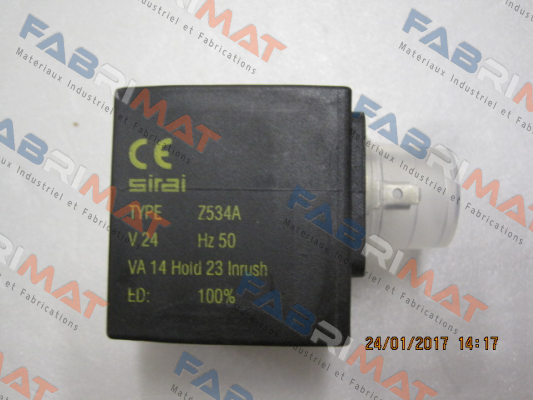 FABRIMAT
Materiaux Industriel et Fabrications
CE
sirai
TYPE Z534A
V 24 Hz 50
VA 14 Hold 23 Inrush
ED: 100%
24/01/2017 14:17